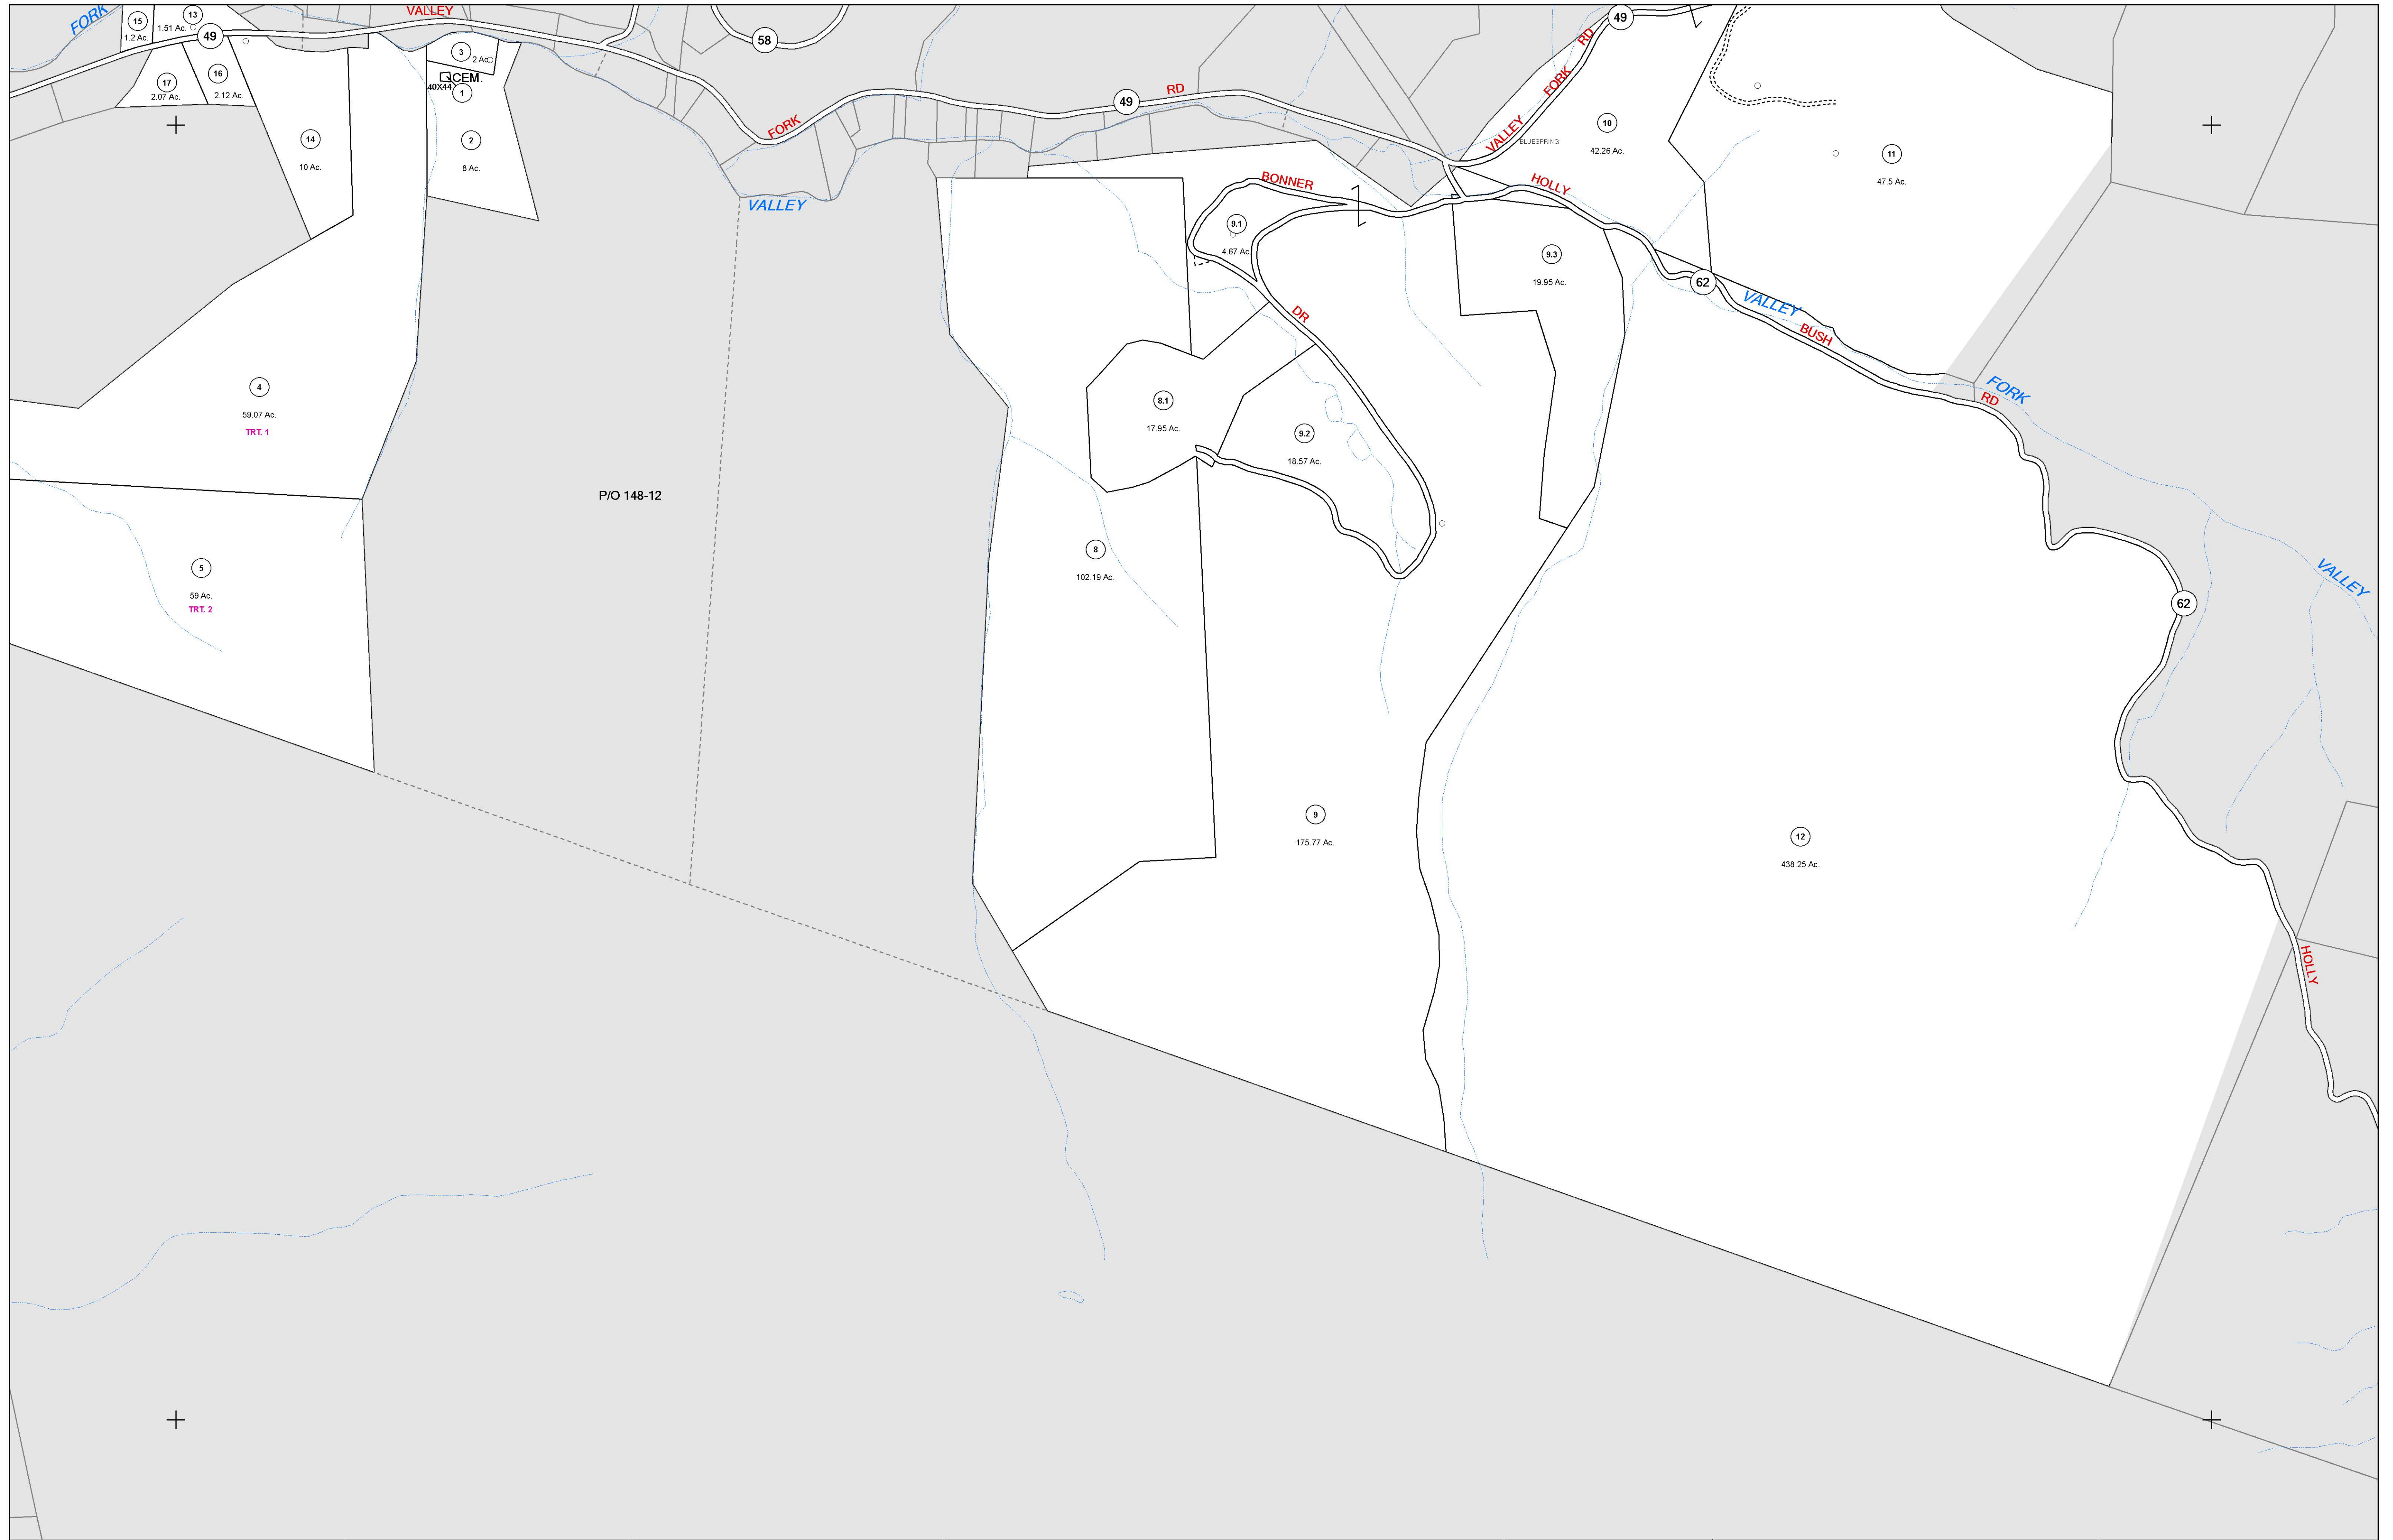 FORK
15
1.2 Ac.
13
1.51 Ac.
49
VALLEY
17
2.07 Ac.
16
2.12 Ac.
3
2 Ac.
CEM.
40X44
1
58
49
14
10 Ac.
2
8 Ac.
FORK
49
RD
VALLEY
VALLEY
FORK
RD
BLUESPRING
10
42.26 Ac.
11
47.5 Ac.
BONNER
HOLLY
9.1
4.67 Ac.
9.3
19.95 Ac.
62
VALLEY
BUSH
DR
4
59.07 Ac.
TRT. 1
8.1
17.95 Ac.
9.2
18.57 Ac.
FORK
RD
P/O 148-12
5
59 Ac.
TRT. 2
8
102.19 Ac.
VALLEY
62
9
175.77 Ac.
12
438.25 Ac.
HOLLY